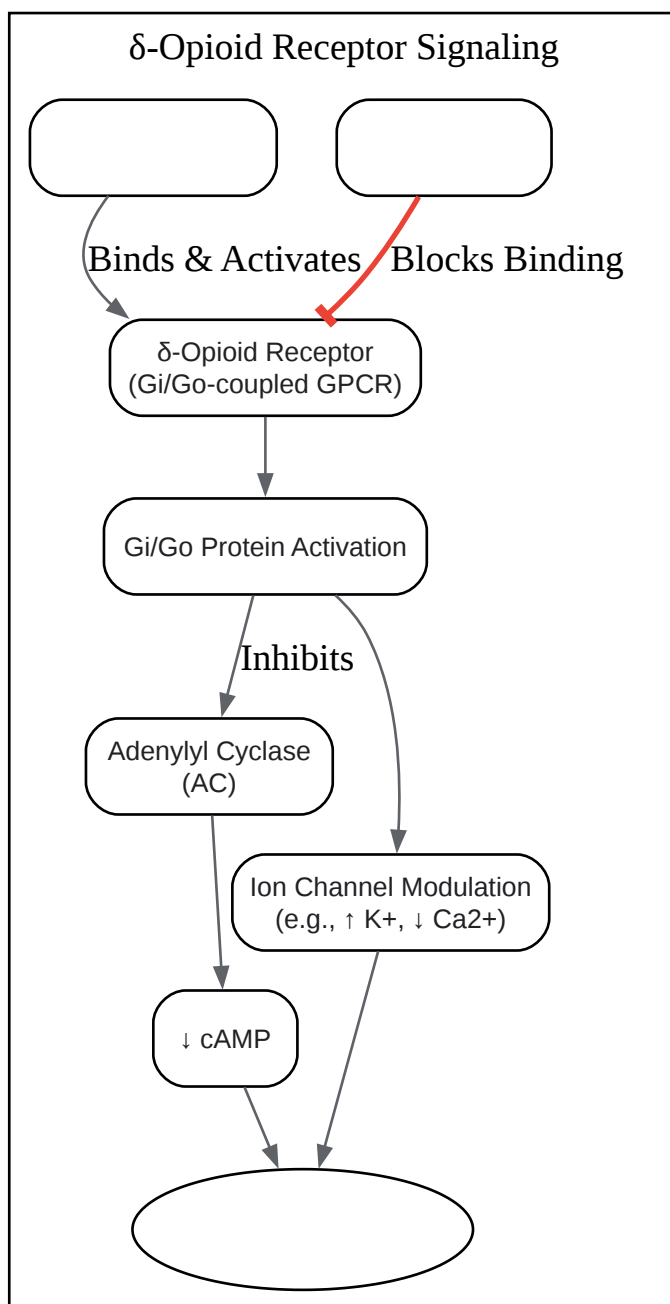 δ-Opioid Receptor Signaling
Binds & Activates
Blocks Binding
δ-Opioid Receptor
(Gi/Go-coupled GPCR)
Gi/Go Protein Activation
Inhibits
Adenylyl Cyclase
(AC)
Ion Channel Modulation
(e.g., ↑ K+, ↓ Ca2+)
↓ cAMP